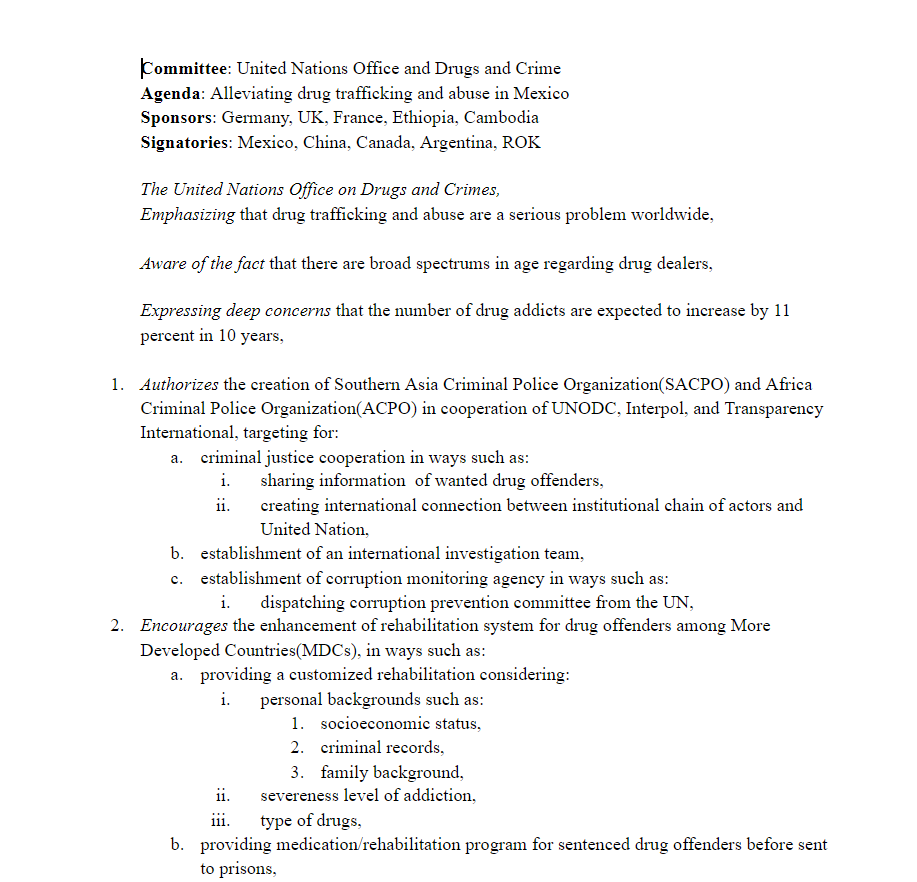 Committee: United Nations Office and Drugs and Crime
Agenda: Alleviating drug trafficking and abuse in Mexico
Sponsors: Germany, UK, France, Ethiopia, Cambodia
Signatories: Mexico, China, Canada, Argentina, ROK
The United Nations Office on Drugs and Crimes,
Emphasizing that drug trafficking and abuse are a serious problem worldwide,
Aware of the fact that there are broad spectrums in age regarding drug dealers,
Expressing deep concerns that the number of drug addicts are expected to increase by 11
percent in 10 years,
1. Authorizes the creation of Southern Asia Criminal Police Organization(SACPO) and Africa
Criminal Police Organization(ACPO) in cooperation of UNODC, Interpol, and Transparency
International, targeting for:
a. criminal justice cooperation in ways such as:
i. sharing information of wanted drug offenders,
ii. creating international connection between institutional chain of actors and
United Nation,
b. establishment of an international investigation team,
c. establishment of corruption monitoring agency in ways such as:
i. dispatching corruption prevention committee from the UN,
2. Encourages the enhancement of rehabilitation system for drug offenders among More
Developed Countries(MDCs), in ways such as:
a. providing a customized rehabilitation considering:
i. personal backgrounds such as:
1. socioeconomic status,
2. criminal records,
3. family background,
ii. severeness level of addiction,
iii. type of drugs,
b. providing medication/rehabilitation program for sentenced drug offenders before sent
to prisons,